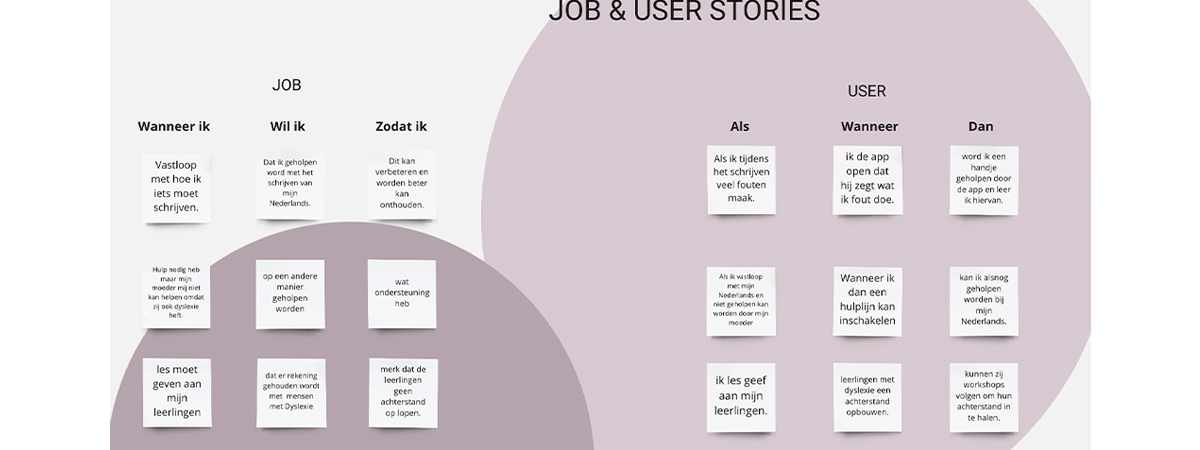 JOB & USER STORIES
JOB
Wanneer ik
Wil ik
Zodat ik
Vastloop
met hoe ik
iets moet
schrijven.
Dat ik geholpen
word met het
schrijven van
mijn
Nederlands.
Dit kan
verbeteren en
worden beter
kan
onthouden.
Hulp nodig heb
maar mijn
moeder mij niet
kan helpen omdat
zij ook dyslexie
heft.
op een andere
manier
geholpen
worden
wat
ondersteuning
heb
les moet
geven aan
mijn
leerlingen
dat er rekening
gehouden wordt
met mensen
met Dyslexie
merk dat de
leerlingen
geen
achterstand
op lopen.
USER
Als
Wanneer
Dan
Als ik tijdens
het schrijven
veel fouten
maak.
ik de app
open dat
hij zegt wat
ik fout doe.
word ik een
handje
geholpen door
de app en leer
ik hiervan.
Als ik vastloop
met mijn
Nederlands en
niet geholpen kan
worden door mijn
moeder
Wanneer ik
dan een
hulplijn kan
inschakelen
kan ik alsnog
geholpen
worden bij
mijn
Nederlands.
ik les geef
aan mijn
leerlingen.
leerlingen met
dyslexie een
achterstand
opbouwen.
kunnen zij
workshops
volgen om hun
achterstand in
te halen.